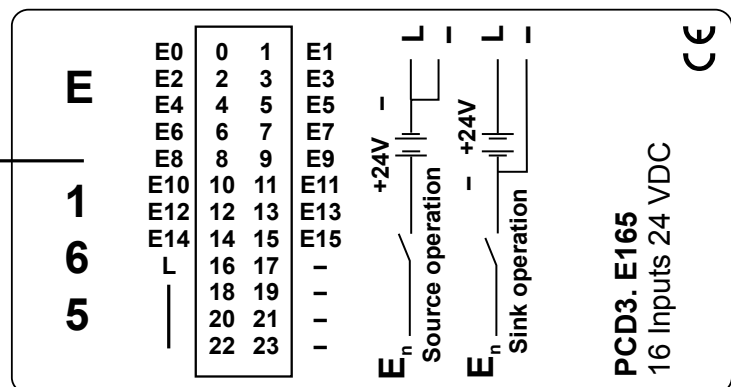 E
1
6
5
E0 0 1 E1
E2 2 3 E3
E4 4 5 E5
E6 6 7 E7
E8 8 9 E9
E10 10 11 E11
E12 12 13 E13
E14 14 15 E15
L 16 17 –
18 19 –
20 21 –
22 23 –
L –
+24V –
Source operation
En
L –
– +24V
Sink operation
En
PCD3. E165
16 Inputs 24 VDC
CE